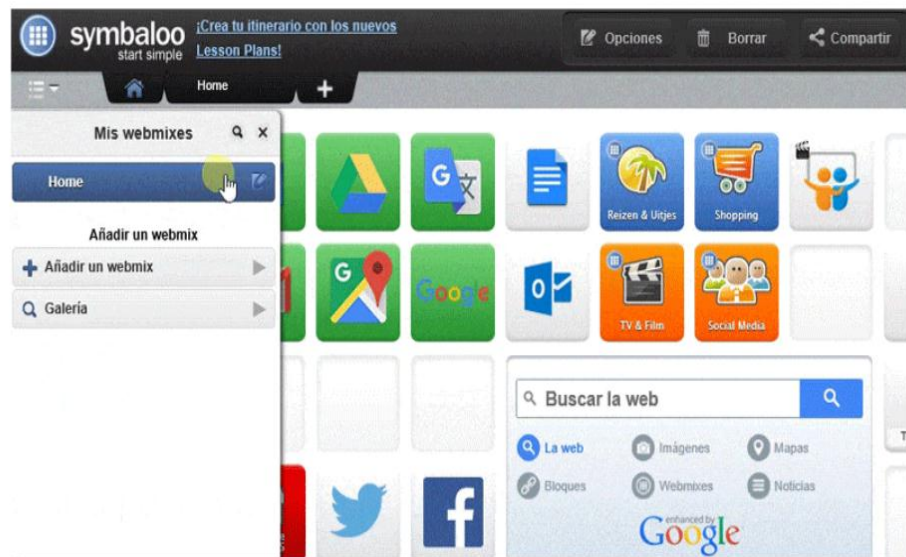 symbaloo
start simple
¡Crea tu itinerario con los nuevos
Lesson Plans!
Opciones
Borrar
Compartir
Home
Mis webmixes
Home
Añadir un webmix
Añadir un webmix
Galería
G
Reizen & Uitjes
Shopping
G
Google
TV & Film
Social Media
Buscar la web
La web
Imágenes
Mapas
Bloques
Webmixes
Noticias
enhanced by
Google